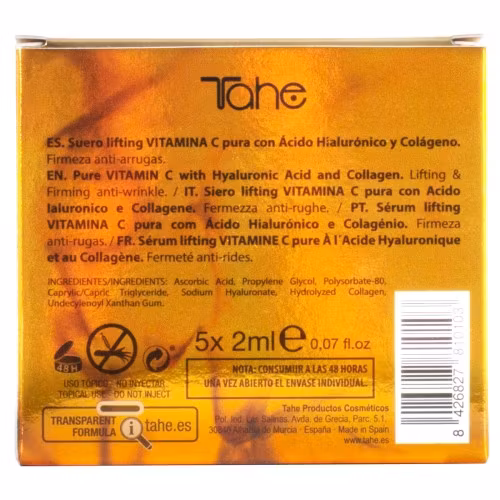 Tahe
ES. Suero lifting VITAMINA C pura con Ácido Hialurónico y Colágeno.
Firmeza anti-arrugas.
EN. Pure VITAMIN C with Hyaluronic Acid and Collagen. Lifting &
Firming anti-wrinkle. / IT. Siero lifting VITAMINA C pura con Acido
Ialuronico e Collagene. Fermezza anti-rughe. / PT. Sérum lifting
VITAMINA C pura com Ácido Hialurónico e Colagénio. Firmeza
anti-rugas. / FR. Sérum lifting VITAMINE C pure À l'Acide Hyaluronique
et au Collagène. Fermeté anti-rides.
INGREDIENTES/INGREDIENTS: Ascorbic Acid, Propylene Glycol, Polysorbate-80,
Caprylic/Capric Triglyceride, Sodium Hyaluronate, Hydrolyzed Collagen,
Undecylenoyl Xanthan Gum.
48 H
5x 2ml e 0,07 fl.oz
USO TÓPICO - NO INYECTAR
TOPICAL USE - DO NOT INJECT
NOTA: CONSUMIR A LAS 48 HORAS
UNA VEZ ABIERTO EL ENVASE INDIVIDUAL.
TRANSPARENT
FORMULA
i tahe.es
Tahe Productos Cosméticos
Pol. Ind. Las Salinas. Avda. de Grecia, Parc. 5.1.
30840 Alhama de Murcia - España - Made in Spain
www.tahe.es
8 426827 810103